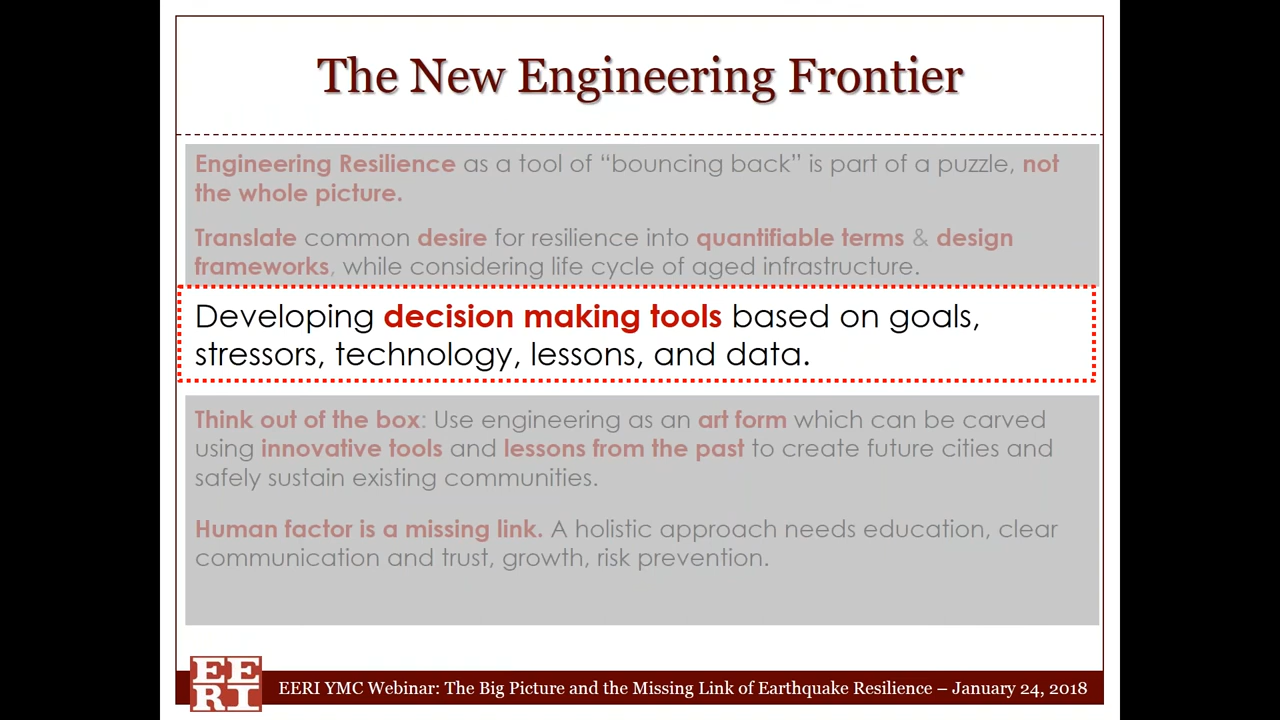 The New Engineering Frontier
Engineering Resilience as a tool of “bouncing back” is part of a puzzle, not
the whole picture.
Translate common desire for resilience into quantifiable terms & design
frameworks, while considering life cycle of aged infrastructure.
Developing decision making tools based on goals,
stressors, technology, lessons, and data.
Think out of the box: Use engineering as an art form which can be carved
using innovative tools and lessons from the past to create future cities and
safely sustain existing communities.
Human factor is a missing link. A holistic approach needs education, clear
communication and trust, growth, risk prevention.
EE
RI
EERI YMC Webinar: The Big Picture and the Missing Link of Earthquake Resilience – January 24, 2018